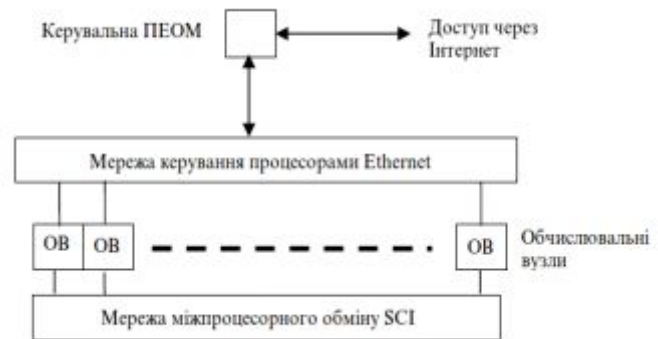 Керувальна ПЕОМ
Доступ через
Інтернет
Мережа керування процесорами Ethernet
ОВ ОВ ОВ
Обчислювальні
вузли
Мережа міжпроцесорного обміну SCI